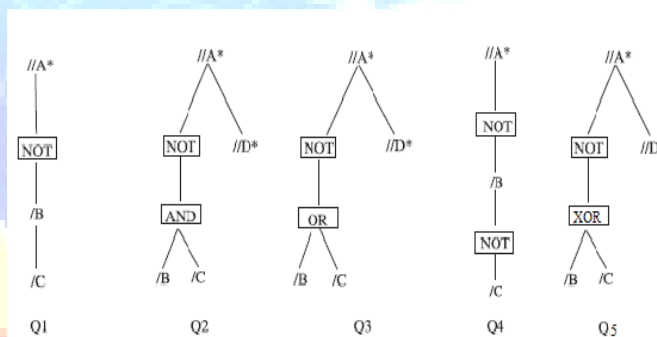 //A*
NOT
/B
/C
Q1
//A*
NOT
//D*
AND
/B /C
Q2
//A*
NOT
//D*
OR
/B /C
Q3
//A*
NOT
/B
NOT
/C
Q4
//A*
NOT
//D
XOR
/B /C
Q5